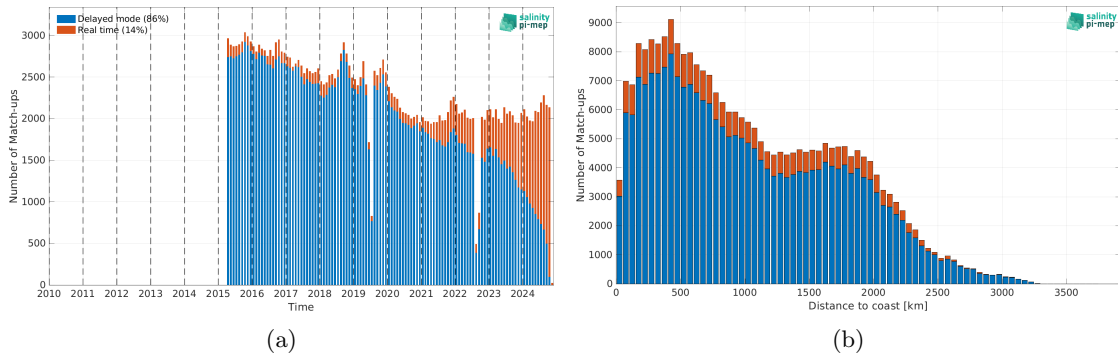 Delayed mode (86%)
Real time (14%)
salinity
pi-mep
Number of Match-ups
3000
2500
2000
1500
1000
500
0
2010 2011 2012 2013 2014 2015 2016 2017 2018 2019 2020 2021 2022 2023 2024
Time
(a)
salinity
pi-mep
Number of Match-ups
9000
8000
7000
6000
5000
4000
3000
2000
1000
0
0 500 1000 1500 2000 2500 3000 3500
Distance to coast [km]
(b)